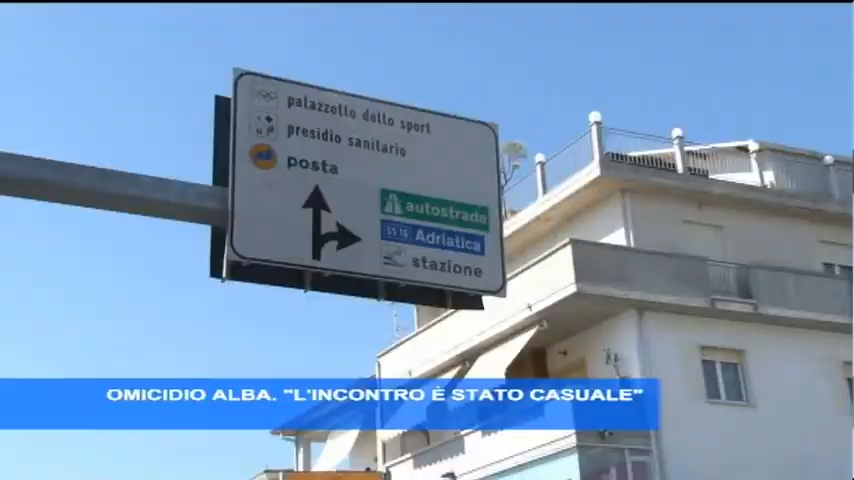 palazzetto dello sport
presidio sanitario
posta
autostrade
SS 16 Adriatica
stazione
OMICIDIO ALBA. "L'INCONTRO È STATO CASUALE"